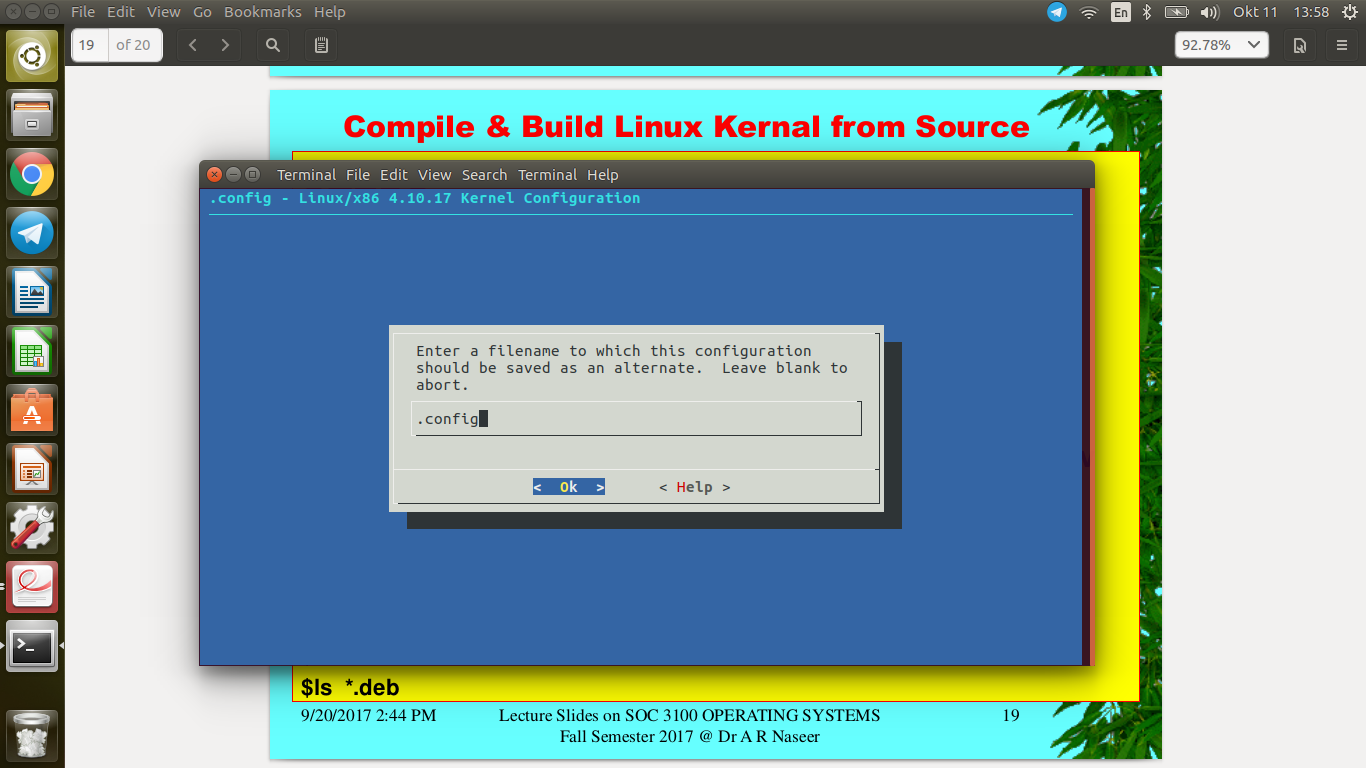 File Edit View Go Bookmarks Help
En
Okt 11 13:58
19 of 20
92.78%
Compile & Build Linux Kernal from Source
Terminal File Edit View Search Terminal Help
.config - Linux/x86 4.10.17 Kernel Configuration
Enter a filename to which this configuration
should be saved as an alternate. Leave blank to
abort.
.config
< Ok > < Help >
$ls *.deb
9/20/2017 2:44 PM
Lecture Slides on SOC 3100 OPERATING SYSTEMS
Fall Semester 2017 @ Dr A R Naseer
19